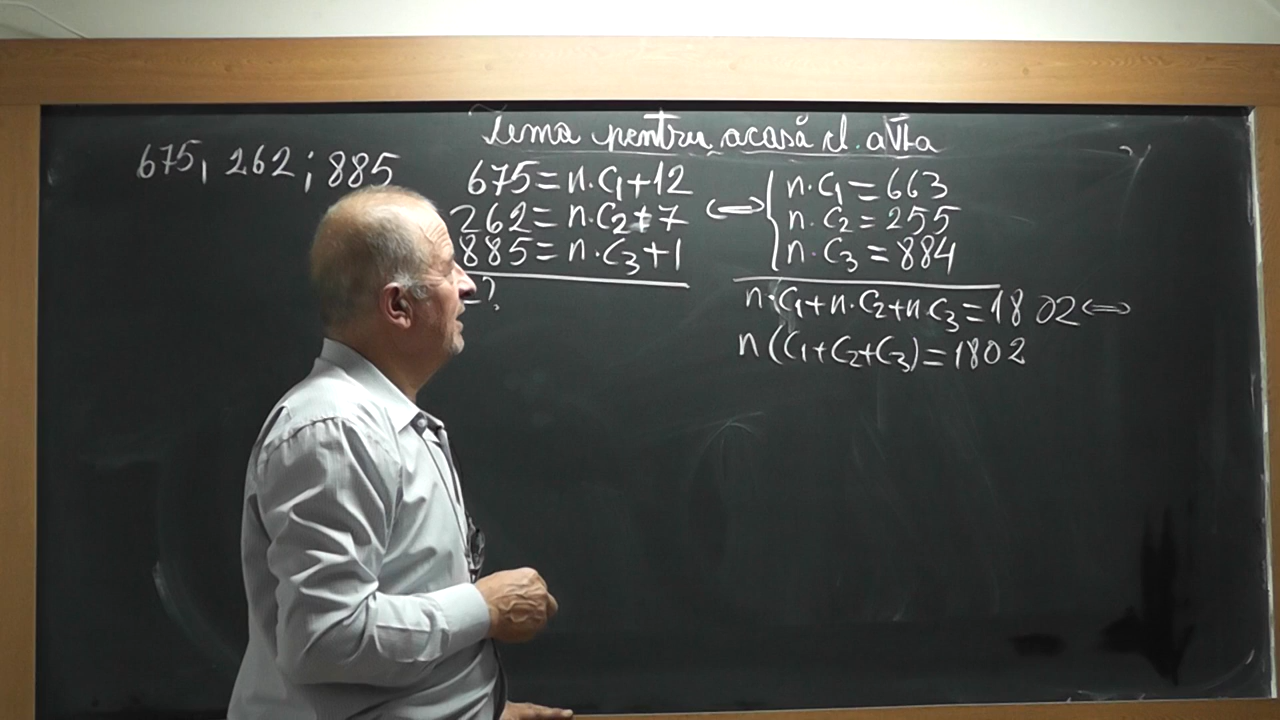 Tema pentru acasă cl. a VI-a
675, 262; 885
675=n·C₁+12
262=n·C₂+7
885=n·C₃+1
=?
⟺
n·C₁=663
n·C₂=255
n·C₃=884
n·C₁+n·C₂+n·C₃=1802⟺
n(C₁+C₂+C₃)=1802